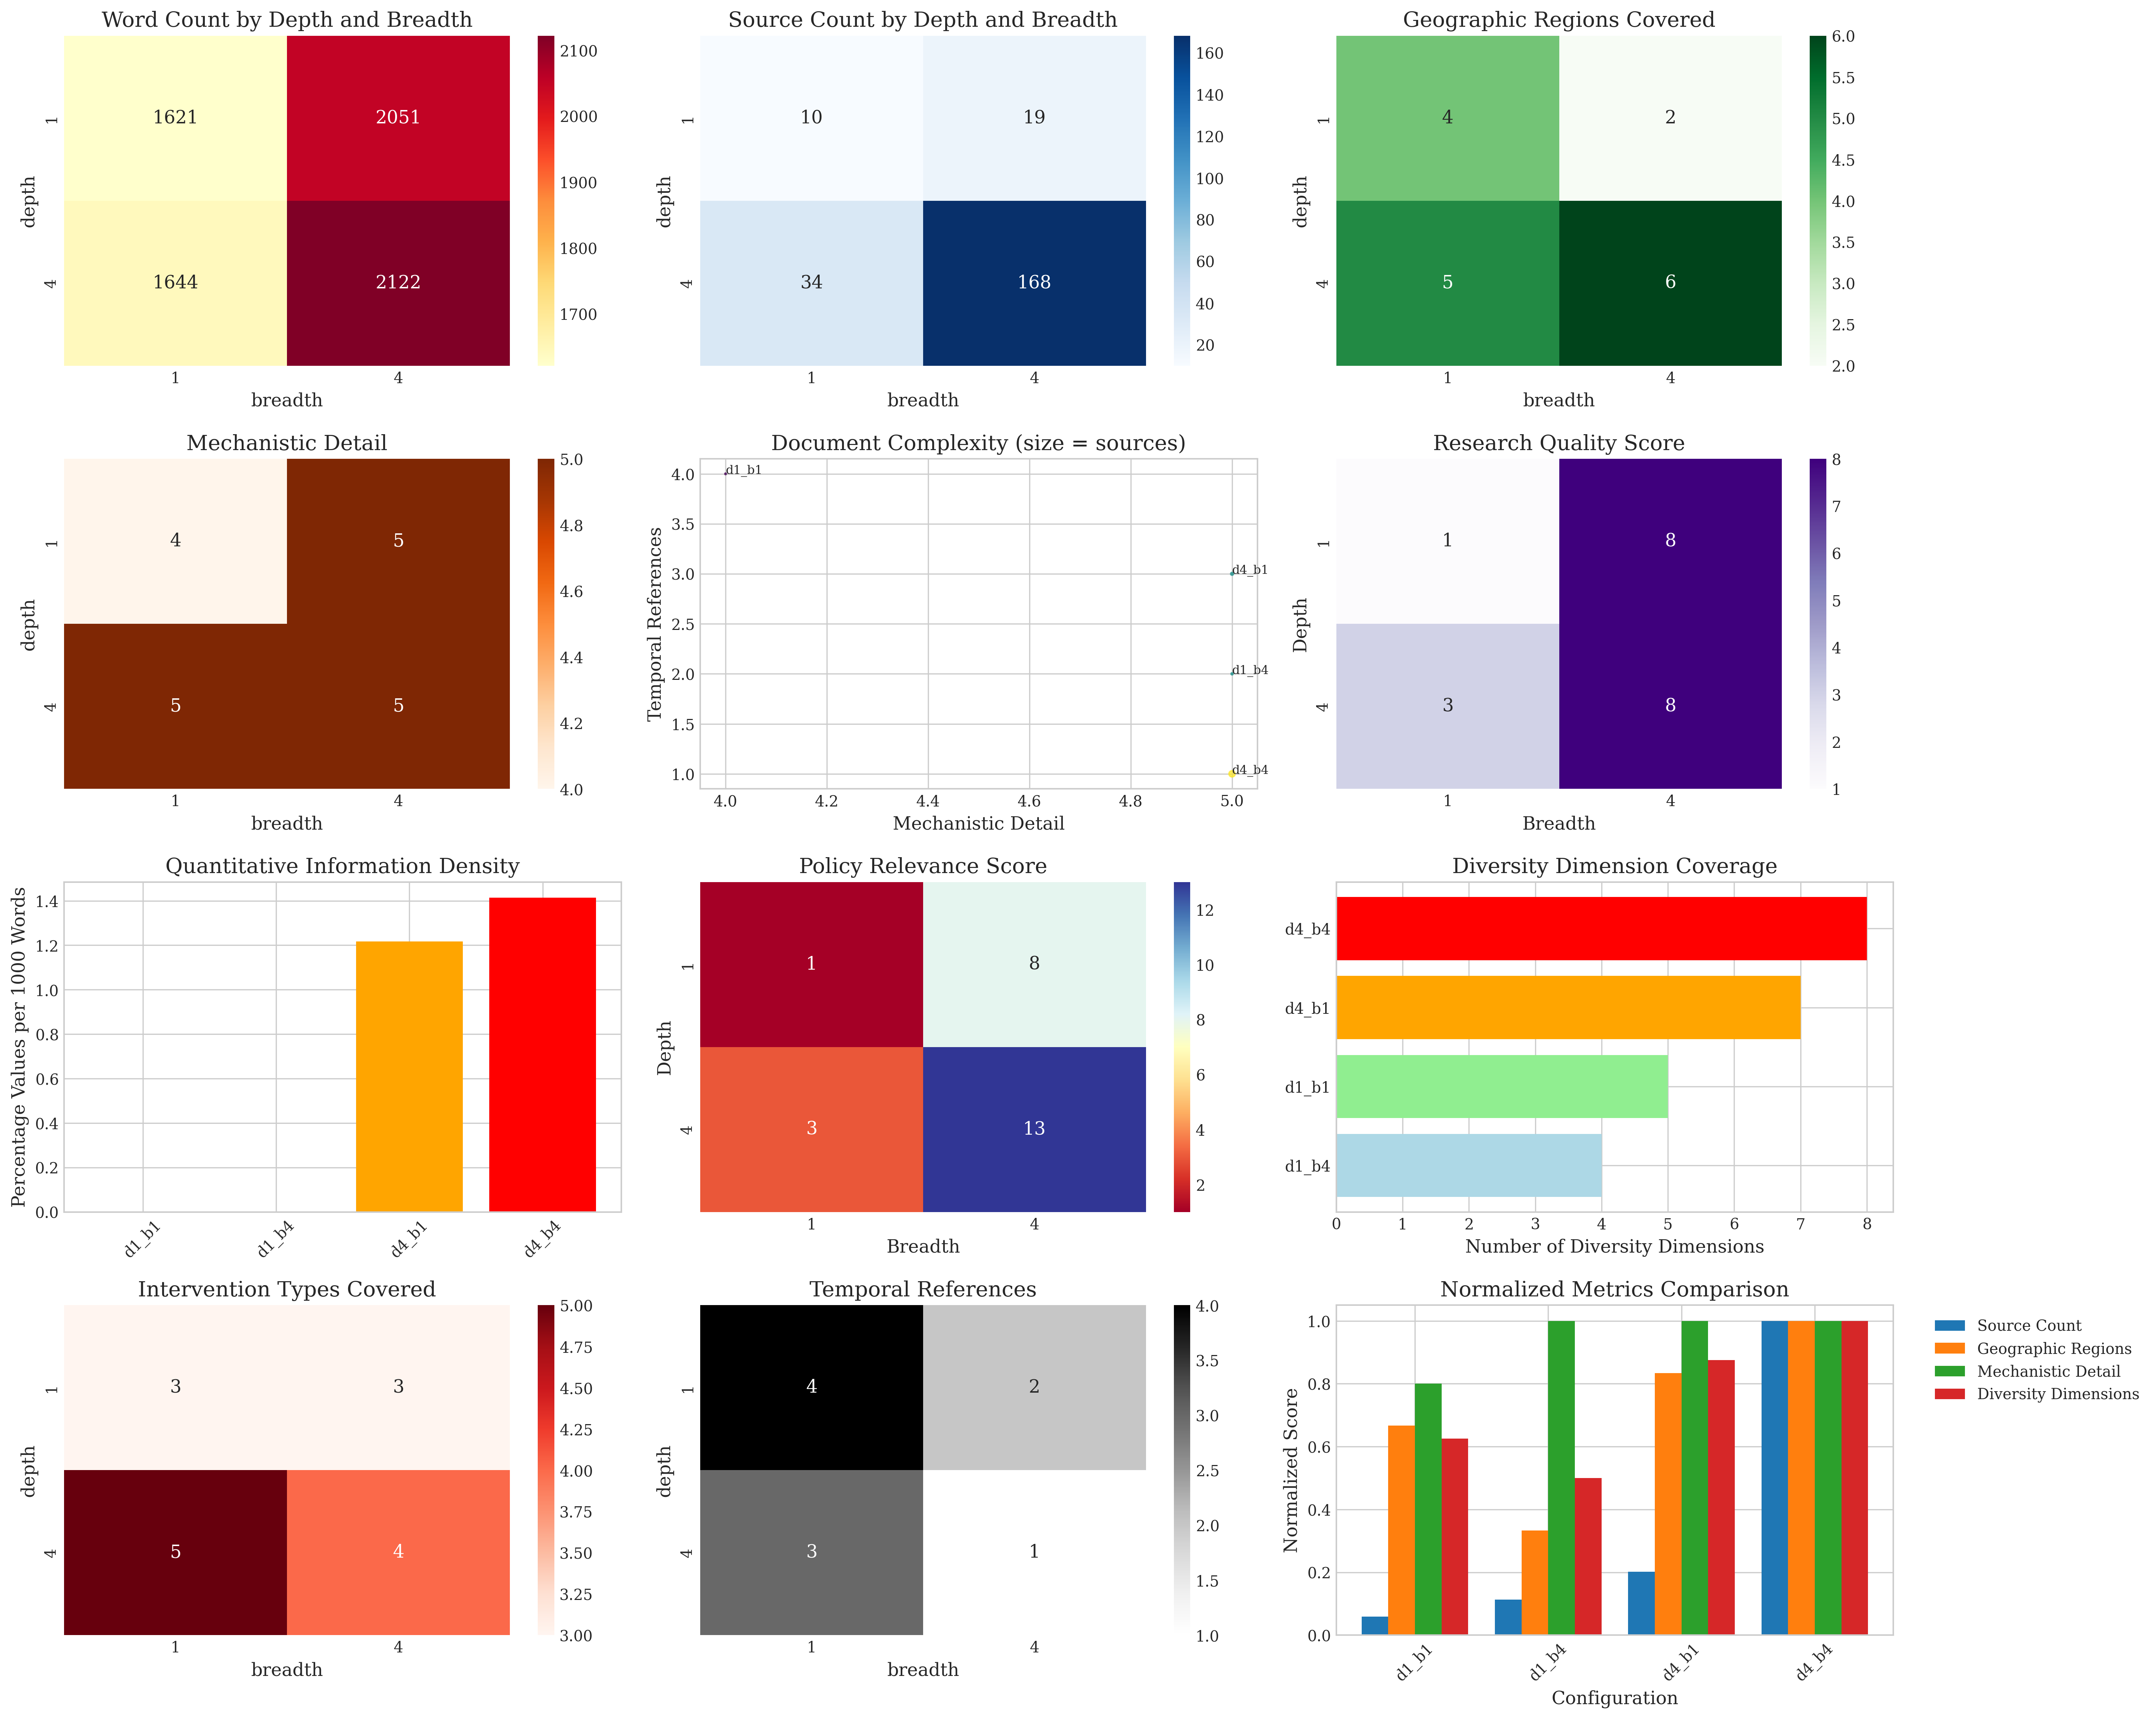 Word Count by Depth and Breadth
1621 2051
1644 2122
1
4
depth
1 4
breadth
2100
2000
1900
1800
1700
Source Count by Depth and Breadth
10 19
34 168
1
4
depth
1 4
breadth
160
140
120
100
80
60
40
20
Geographic Regions Covered
4 2
5 6
1
4
depth
1 4
breadth
6.0
5.5
5.0
4.5
4.0
3.5
3.0
2.5
2.0
Mechanistic Detail
4 5
5 5
1
4
depth
1 4
breadth
5.0
4.8
4.6
4.4
4.2
4.0
Document Complexity (size = sources)
d1_b1
d4_b1
d1_b4
d4_b4
4.0
3.5
3.0
2.5
2.0
1.5
1.0
Temporal References
4.0 4.2 4.4 4.6 4.8 5.0
Mechanistic Detail
Research Quality Score
1 8
3 8
1
4
Depth
1 4
Breadth
8
7
6
5
4
3
2
1
Quantitative Information Density
1.4
1.2
1.0
0.8
0.6
0.4
0.2
0.0
Percentage Values per 1000 Words
d1_b1 d1_b4 d4_b1 d4_b4
Policy Relevance Score
1 8
3 13
1
4
Depth
1 4
Breadth
12
10
8
6
4
2
Diversity Dimension Coverage
d4_b4
d4_b1
d1_b1
d1_b4
0 1 2 3 4 5 6 7 8
Number of Diversity Dimensions
Intervention Types Covered
3 3
5 4
1
4
depth
1 4
breadth
5.00
4.75
4.50
4.25
4.00
3.75
3.50
3.25
3.00
Temporal References
4 2
3 1
1
4
depth
1 4
breadth
4.0
3.5
3.0
2.5
2.0
1.5
1.0
Normalized Metrics Comparison
1.0
0.8
0.6
0.4
0.2
0.0
Normalized Score
d1_b1 d1_b4 d4_b1 d4_b4
Configuration
Source Count
Geographic Regions
Mechanistic Detail
Diversity Dimensions